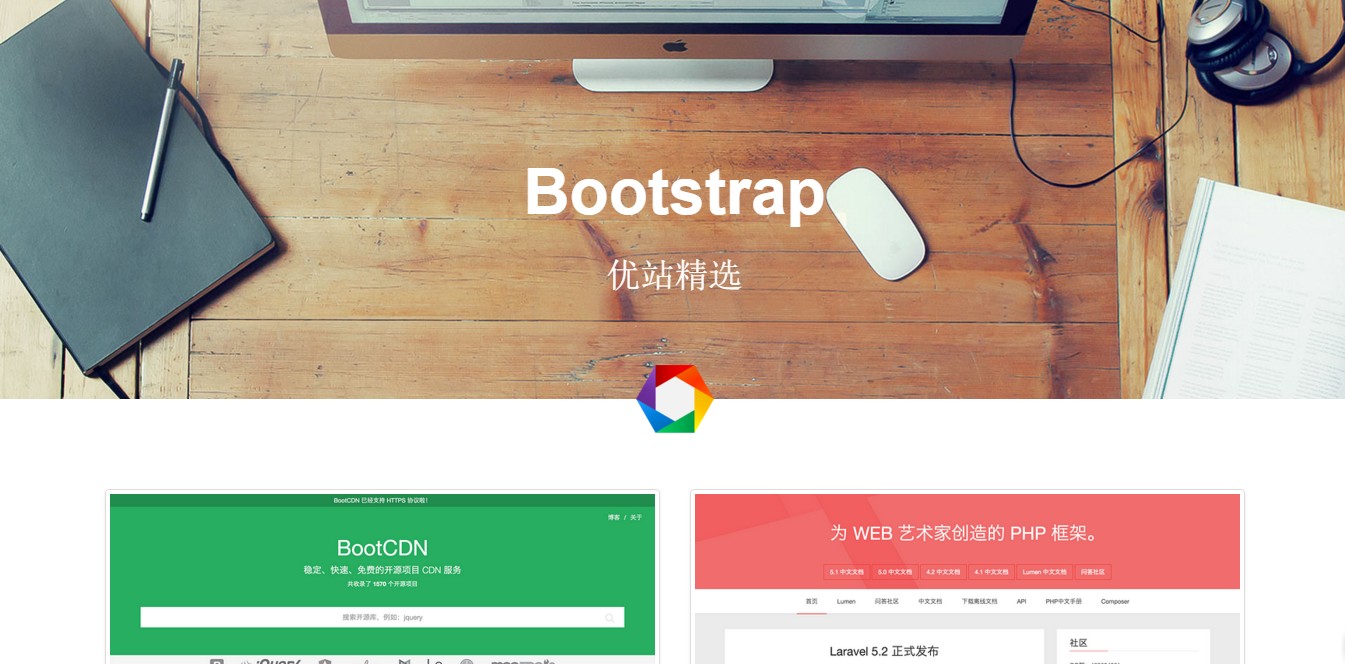 Bootstrap
优站精选
BootCDN 已经支持 HTTPS 协议啦！
博客 / 关于
BootCDN
稳定、快速、免费的开源项目 CDN 服务
共收录了 1570 个开源项目
搜索开源库，例如：jquery
为 WEB 艺术家创造的 PHP 框架。
5.1 中文文档 5.0 中文文档 4.2 中文文档 4.1 中文文档 Lumen 中文文档 问答社区
首页 Lumen 问答社区 中文文档 下载离线文档 API PHP中文手册 Composer
Laravel 5.2 正式发布
社区